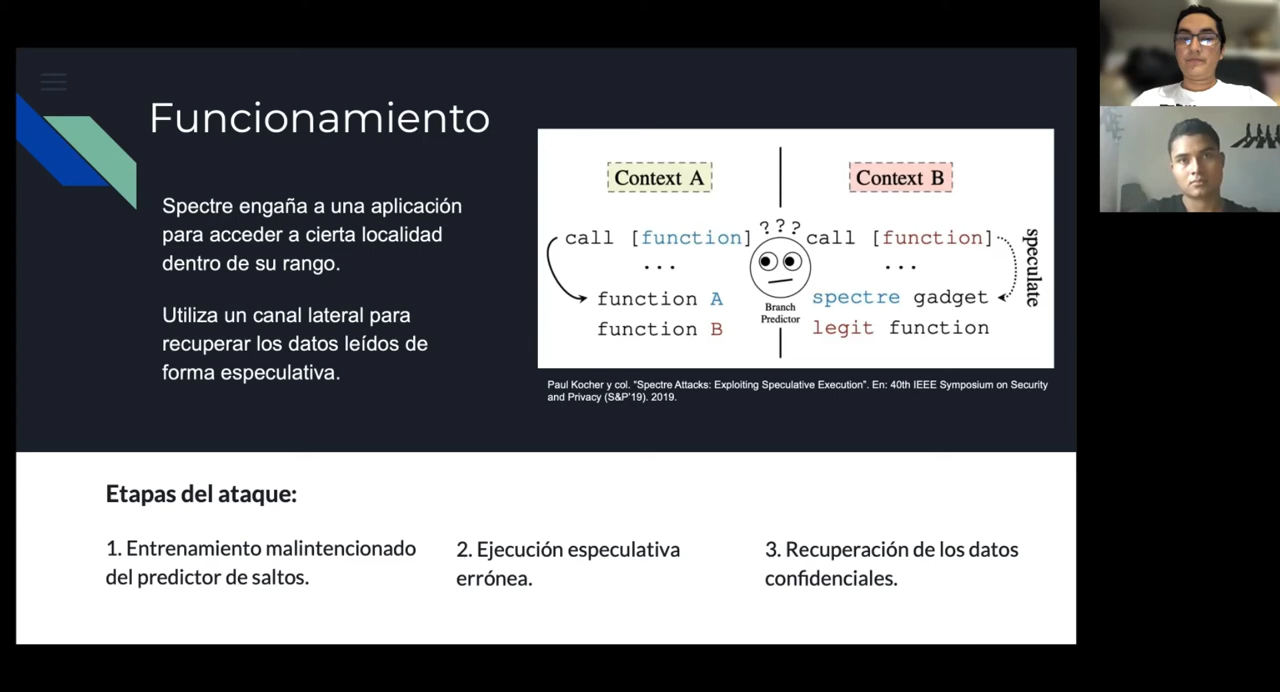 Funcionamiento
Spectre engaña a una aplicación
para acceder a cierta localidad
dentro de su rango.
Utiliza un canal lateral para
recuperar los datos leídos de
forma especulativa.
Context A
Context B
call [function]
...
function A
function B
???
Branch
Predictor
call [function]
...
spectre gadget
legit function
speculate
Paul Kocher y col. "Spectre Attacks: Exploiting Speculative Execution". En: 40th IEEE Symposium on Security
and Privacy (S&P'19). 2019.
Etapas del ataque:
1. Entrenamiento malintencionado
del predictor de saltos.
2. Ejecución especulativa
errónea.
3. Recuperación de los datos
confidenciales.